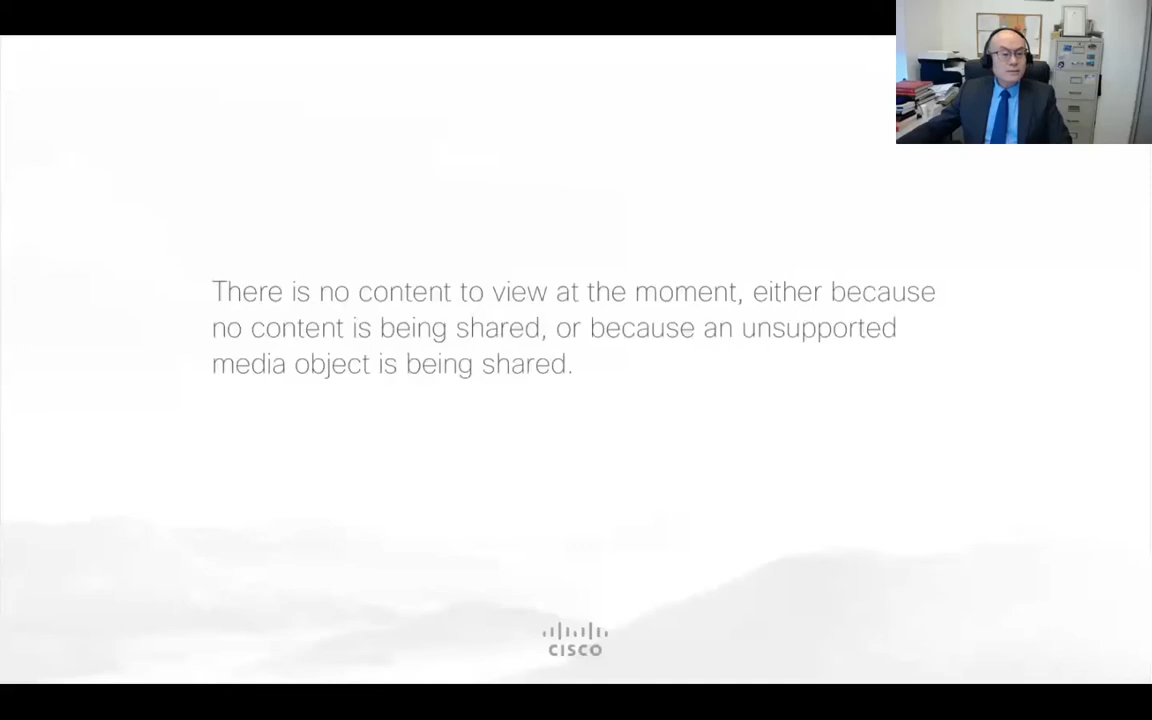 There is no content to view at the moment, either because
no content is being shared, or because an unsupported
media object is being shared.
CISCO